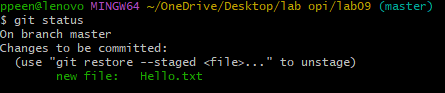 ppeen@lenovo MINGW64 ~/OneDrive/Desktop/lab opi/lab09 (master)
$ git status
On branch master
Changes to be committed:
  (use "git restore --staged <file>..." to unstage)
        new file:   Hello.txt